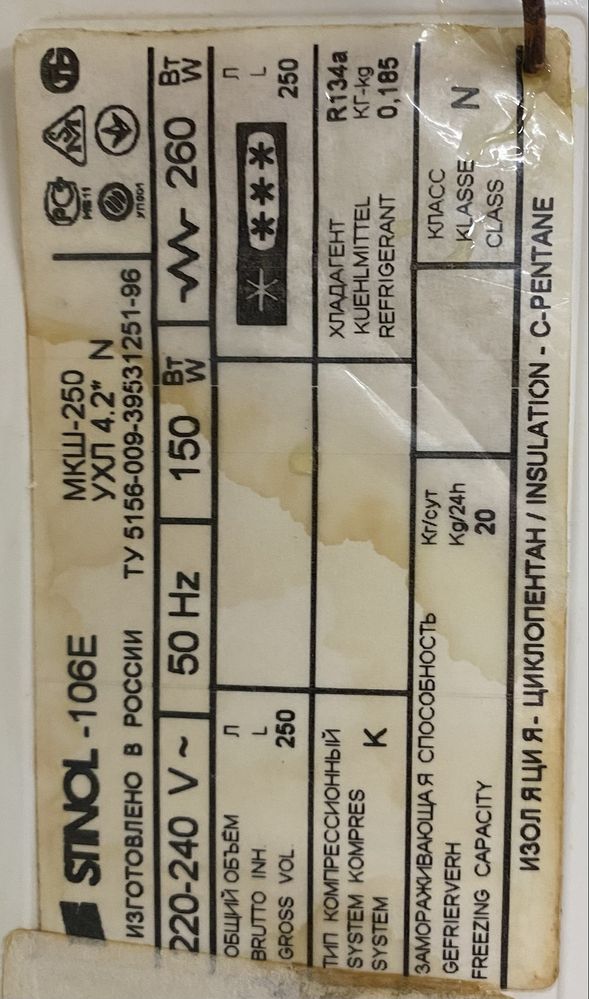 STINOL-106E
МКШ-250
УХЛ 4.2" N
ИЗГОТОВЛЕНО В РОССИИ ТУ 5156-009-39531251-96
РС
МЕ11
УП001
220-240 V ~
50 Hz
150 Вт
W
260 Вт
W
ОБЩИЙ ОБЪЁМ Л
BRUTTO INH L
GROSS VOL 250
Л
L
250
ТИП КОМПРЕССИОННЫЙ
SYSTEM KOMPRES K
SYSTEM
ХЛАДАГЕНТ R134a
KUEHLMITTEL КГ-kg
REFRIGERANT 0,185
ЗАМОРАЖИВАЮЩАЯ СПОСОБНОСТЬ Кг/сут
GEFRIERVERH Kg/24h
FREEZING CAPACITY 20
КЛАСС
KLASSE N
CLASS
ИЗОЛЯЦИЯ- ЦИКЛОПЕНТАН / INSULATION - C-PENTANE